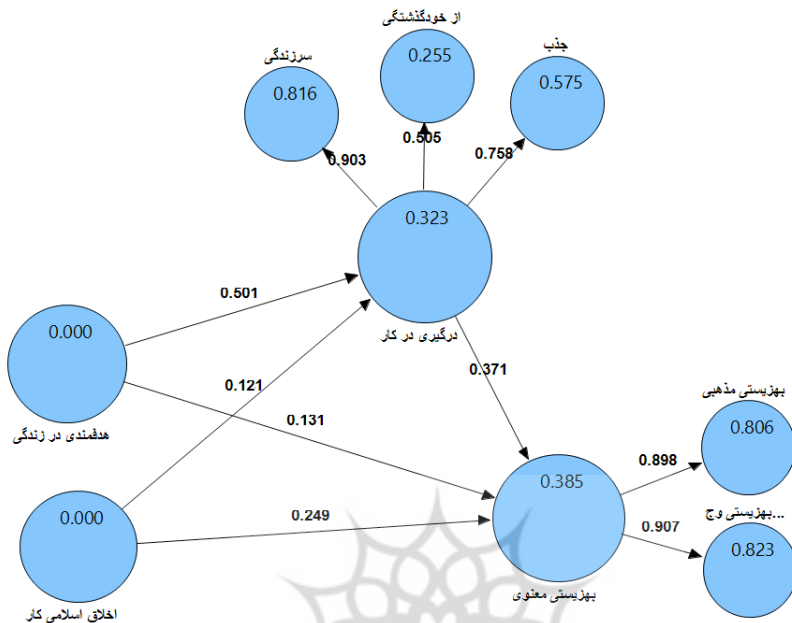 از خودگذشتگی
سرزندگی
جذب
0.255
0.816
0.575
0.505
0.903
0.758
0.323
0.501
درگیری در کار
0.000
0.371
0.121
بهزیستی مذهبی
0.131
0.806
هدفمندی در زندگی
0.898
0.385
0.000
0.249
بهزیستی وج...
0.907
0.823
بهزیستی معنوی
اخلاق اسلامی کار